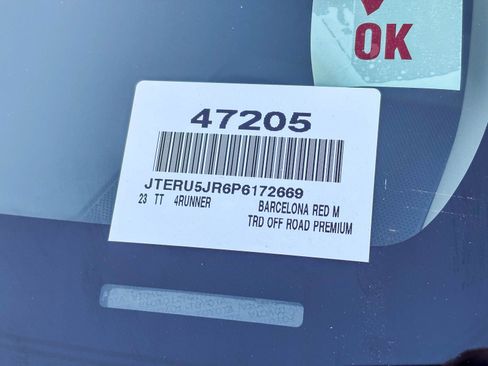 OK
47205
JTERU5JR6P6172669
23 TT 4RUNNER BARCELONA RED M
TRD OFF ROAD PREMIUM